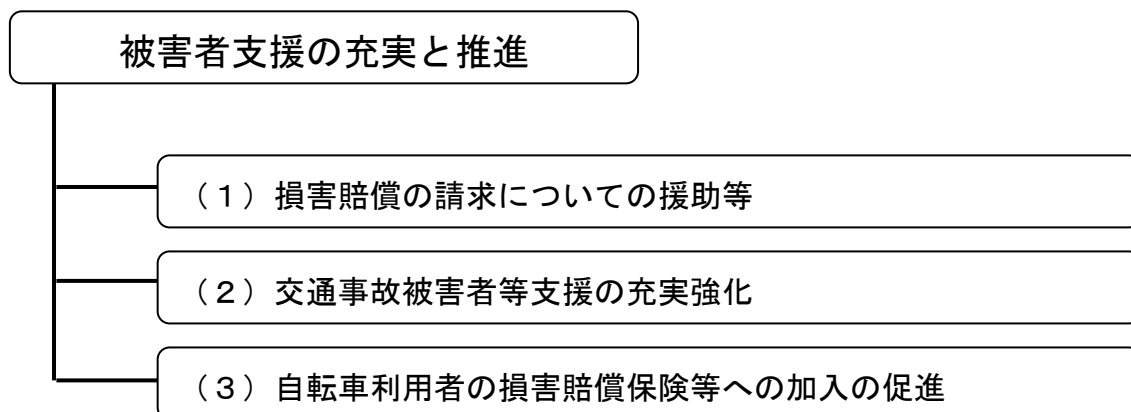 被害者支援の充実と推進
（１）損害賠償の請求についての援助等
（２）交通事故被害者等支援の充実強化
（３）自転車利用者の損害賠償保険等への加入の促進